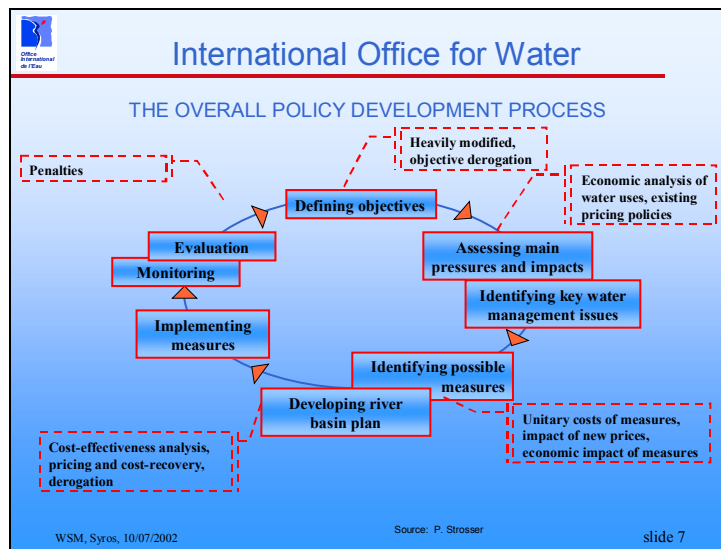 Office
International
de l'Eau
International Office for Water
THE OVERALL POLICY DEVELOPMENT PROCESS
Penalties
Heavily modified,
objective derogation
Economic analysis of
water uses, existing
pricing policies
Defining objectives
Evaluation
Monitoring
Assessing main
pressures and impacts
Identifying key water
management issues
Implementing
measures
Identifying possible
measures
Developing river
basin plan
Cost-effectiveness analysis,
pricing and cost-recovery,
derogation
Unitary costs of measures,
impact of new prices,
economic impact of measures
WSM, Syros, 10/07/2002
Source: P. Strosser
slide 7